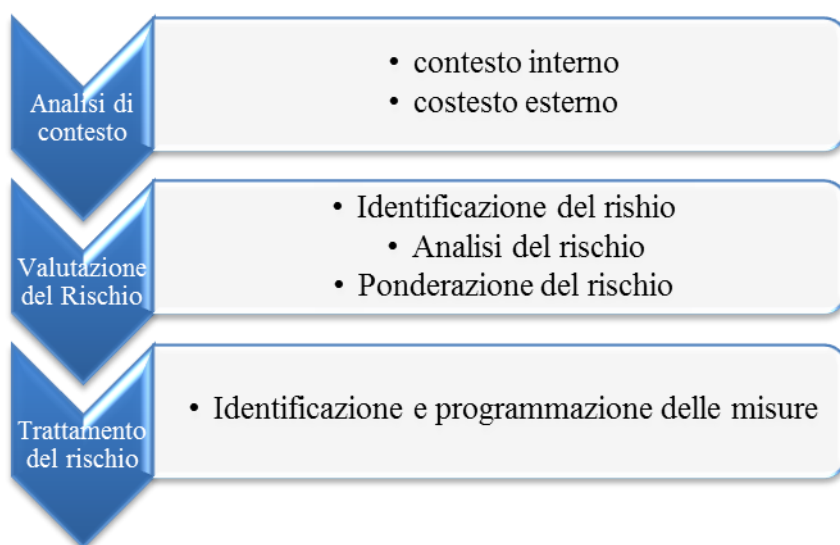 Analisi di
contesto
• contesto interno
• costesto esterno
Valutazione
del Rischio
• Identificazione del rishio
• Analisi del rischio
• Ponderazione del rischio
Trattamento
del rischio
• Identificazione e programmazione delle misure